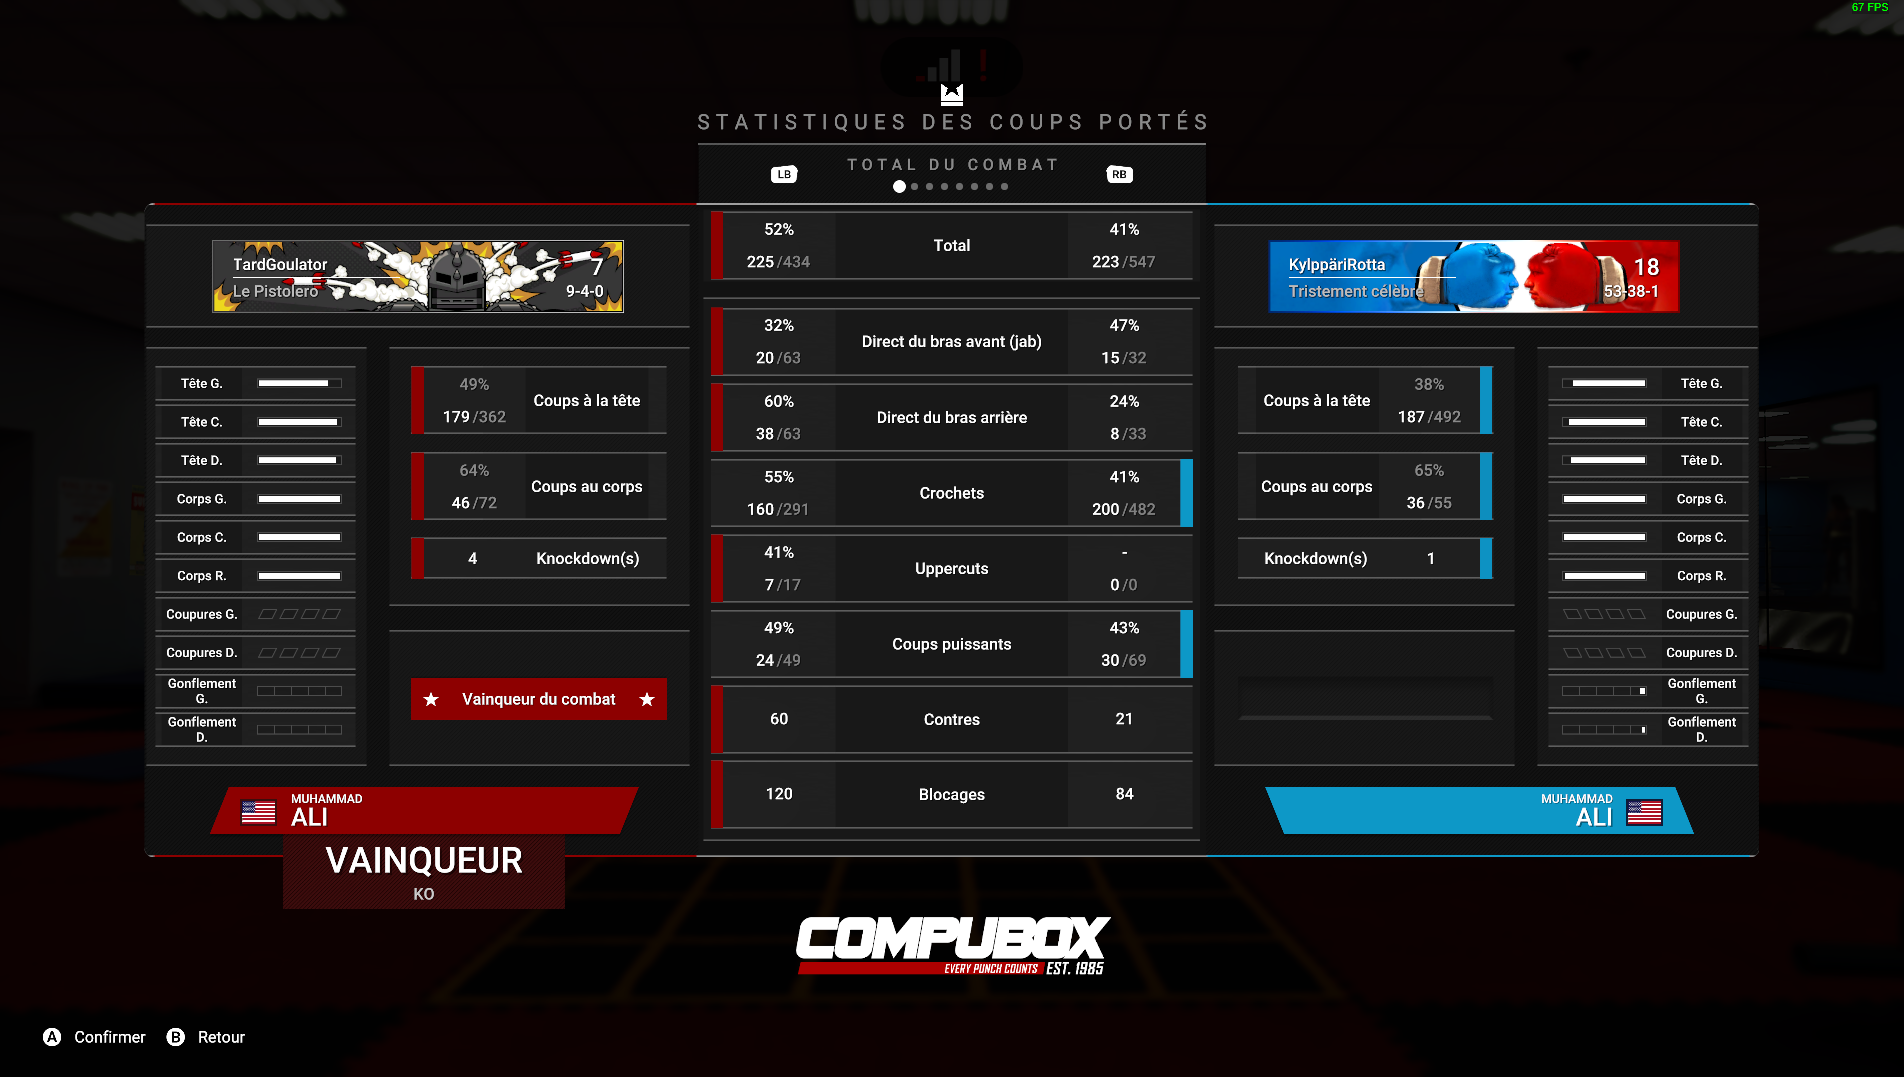 67 FPS
STATISTIQUES DES COUPS PORTÉS
LB
TOTAL DU COMBAT
RB
TardGoulator
7
Le Pistolero
9-4-0
KylppäriRotta
18
Tristement célèbre
53-38-1
52%
225/434
Total
41%
223/547
32%
20/63
Direct du bras avant (jab)
47%
15/32
60%
38/63
Direct du bras arrière
24%
8/33
55%
160/291
Crochets
41%
200/482
41%
7/17
Uppercuts
-
0/0
49%
24/49
Coups puissants
43%
30/69
60
Contres
21
120
Blocages
84
Tête G.
Tête C.
Tête D.
Corps G.
Corps C.
Corps R.
Coupures G.
Coupures D.
Gonflement
G.
Gonflement
D.
49%
179/362
Coups à la tête
64%
46/72
Coups au corps
4
Knockdown(s)
Vainqueur du combat
Coups à la tête
38%
187/492
Coups au corps
65%
36/55
Knockdown(s)
1
Tête G.
Tête C.
Tête D.
Corps G.
Corps C.
Corps R.
Coupures G.
Coupures D.
Gonflement
G.
Gonflement
D.
MUHAMMAD
ALI
VAINQUEUR
KO
MUHAMMAD
ALI
COMPUBOX
EVERY PUNCH COUNTS EST. 1985
A Confirmer B Retour